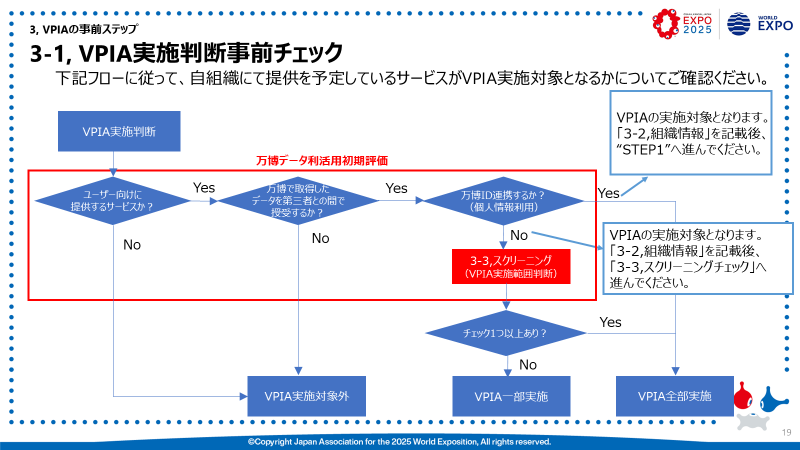 3, VPIAの事前ステップ
3-1, VPIA実施判断事前チェック
下記フローに従って、自組織にて提供を予定しているサービスがVPIA実施対象となるかについてご確認ください。
EXPO
2025
WORLD
EXPO
VPIA実施判断
万博データ利活用初期評価
VPIAの実施対象となります。
「3-2,組織情報」を記載後、
“STEP1”へ進んでください。
ユーザー向けに
提供するサービスか？
Yes
万博で取得した
データを第三者との間で
授受するか？
Yes
万博ID連携するか？
（個人情報利用）
Yes
No
No
No
VPIAの実施対象となります。
「3-2,組織情報」を記載後、
「3-3,スクリーニングチェック」へ
進んでください。
3-3,スクリーニング
（VPIA実施範囲判断）
チェック1つ以上あり？
Yes
No
VPIA実施対象外
VPIA一部実施
VPIA全部実施
19
©Copyright Japan Association for the 2025 World Exposition, All rights reserved.